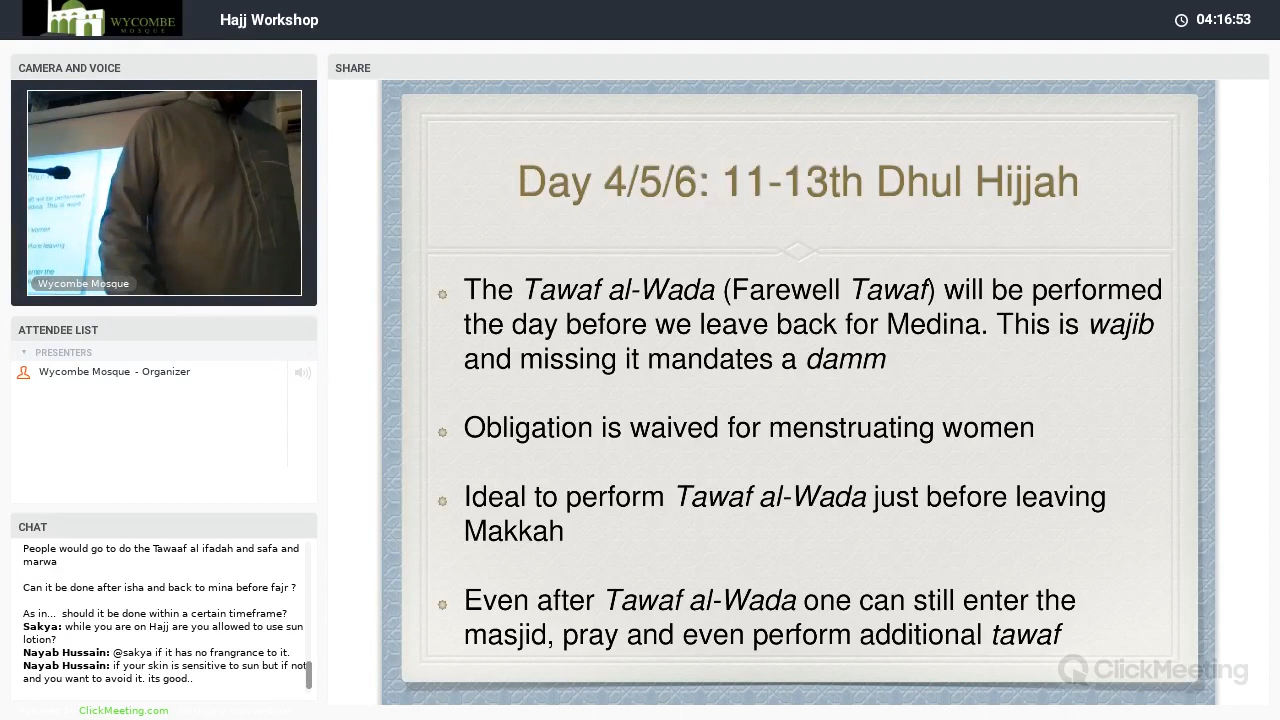 WYCOMBE
MOSQUE
Hajj Workshop
04:16:53
CAMERA AND VOICE
Wycombe Mosque
ATTENDEE LIST
PRESENTERS
Wycombe Mosque - Organizer
CHAT
People would go to do the Tawaaf al ifadah and safa and
marwa
Can it be done after isha and back to mina before fajr ?
As in... should it be done within a certain timeframe?
Sakya: while you are on Hajj are you allowed to use sun
lotion?
Nayab Hussain: @sakya if it has no frangrance to it.
Nayab Hussain: if your skin is sensitive to sun but if not
and you want to avoid it. its good..
ClickMeeting.com
SHARE
Day 4/5/6: 11-13th Dhul Hijjah
The Tawaf al-Wada (Farewell Tawaf) will be performed
the day before we leave back for Medina. This is wajib
and missing it mandates a damm
Obligation is waived for menstruating women
Ideal to perform Tawaf al-Wada just before leaving
Makkah
Even after Tawaf al-Wada one can still enter the
masjid, pray and even perform additional tawaf
ClickMeeting